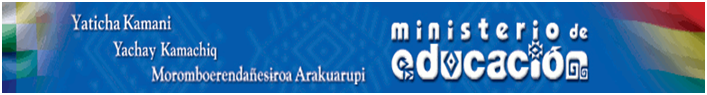 Yaticha Kamani
Yachay Kamachiq
Moromboerendañesiroa Arakuarupi
ministerio de
educación